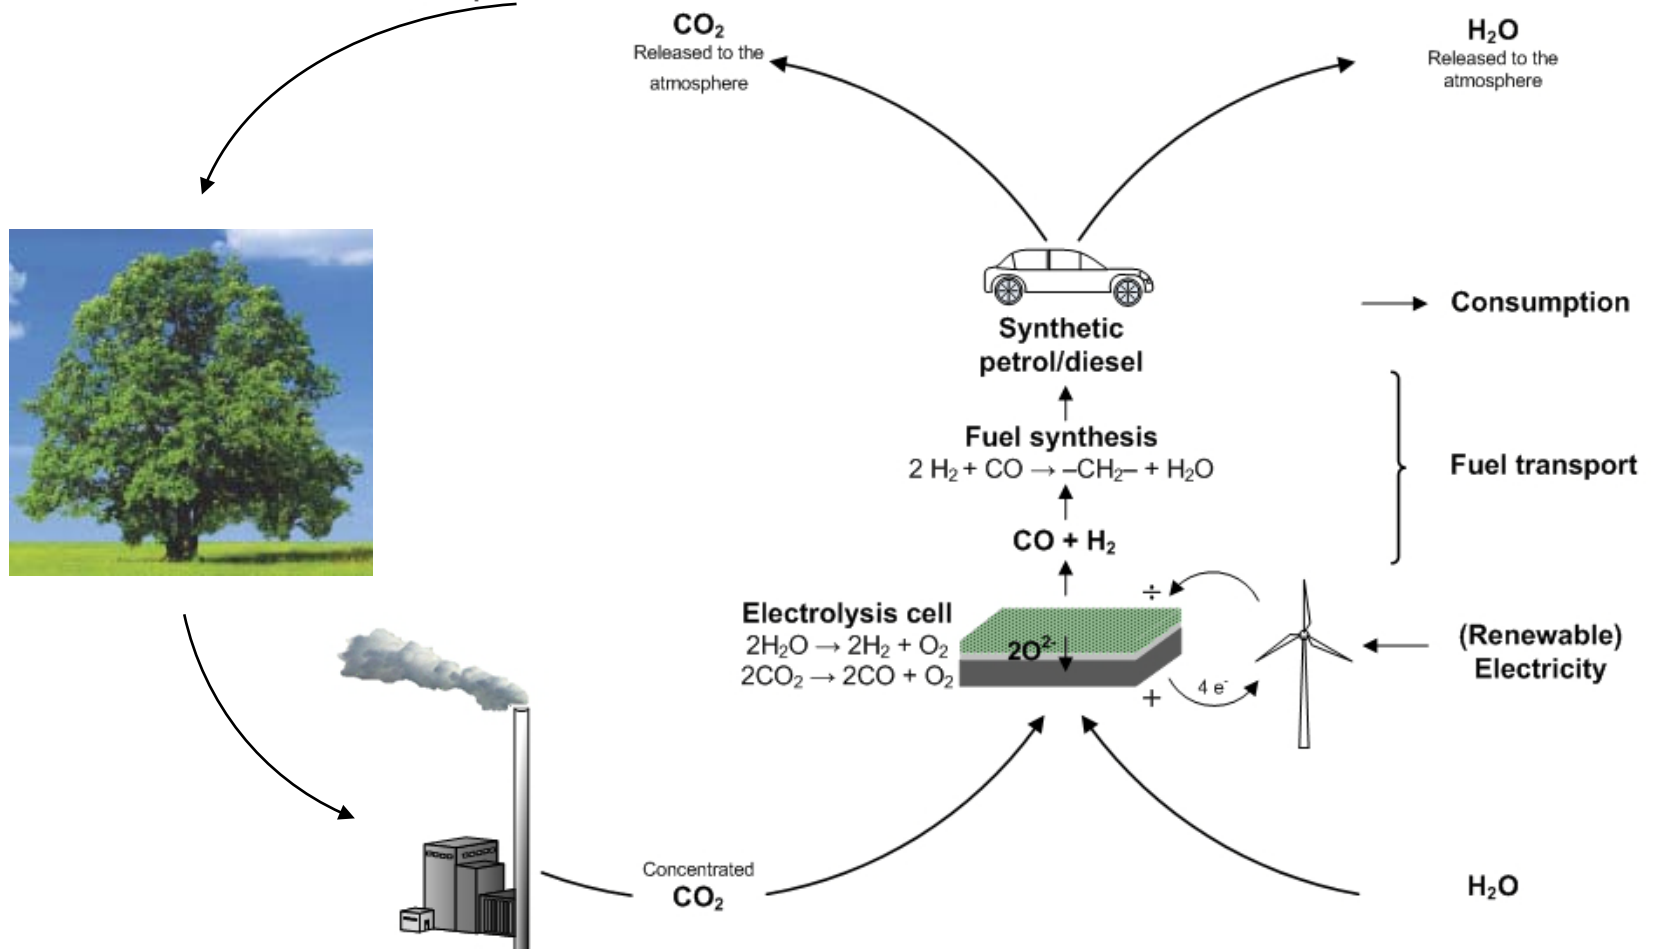 CO₂
Released to the
atmosphere
H₂O
Released to the
atmosphere
Consumption
Synthetic
petrol/diesel
Fuel synthesis
2 H₂ + CO → –CH₂– + H₂O
Fuel transport
CO + H₂
÷
Electrolysis cell
2H₂O → 2H₂ + O₂
2CO₂ → 2CO + O₂
2O²⁻
(Renewable)
Electricity
4 e⁻
+
Concentrated
CO₂
H₂O